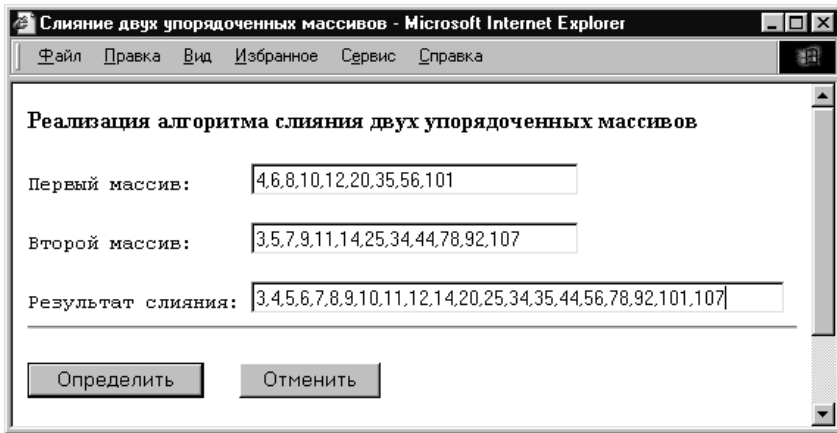 Слияние двух упорядоченных массивов - Microsoft Internet Explorer
Файл Правка Вид Избранное Сервис Справка
Реализация алгоритма слияния двух упорядоченных массивов
Первый массив: 4,6,8,10,12,20,35,56,101
Второй массив: 3,5,7,9,11,14,25,34,44,78,92,107
Результат слияния: 3,4,5,6,7,8,9,10,11,12,14,20,25,34,35,44,56,78,92,101,107
Определить Отменить